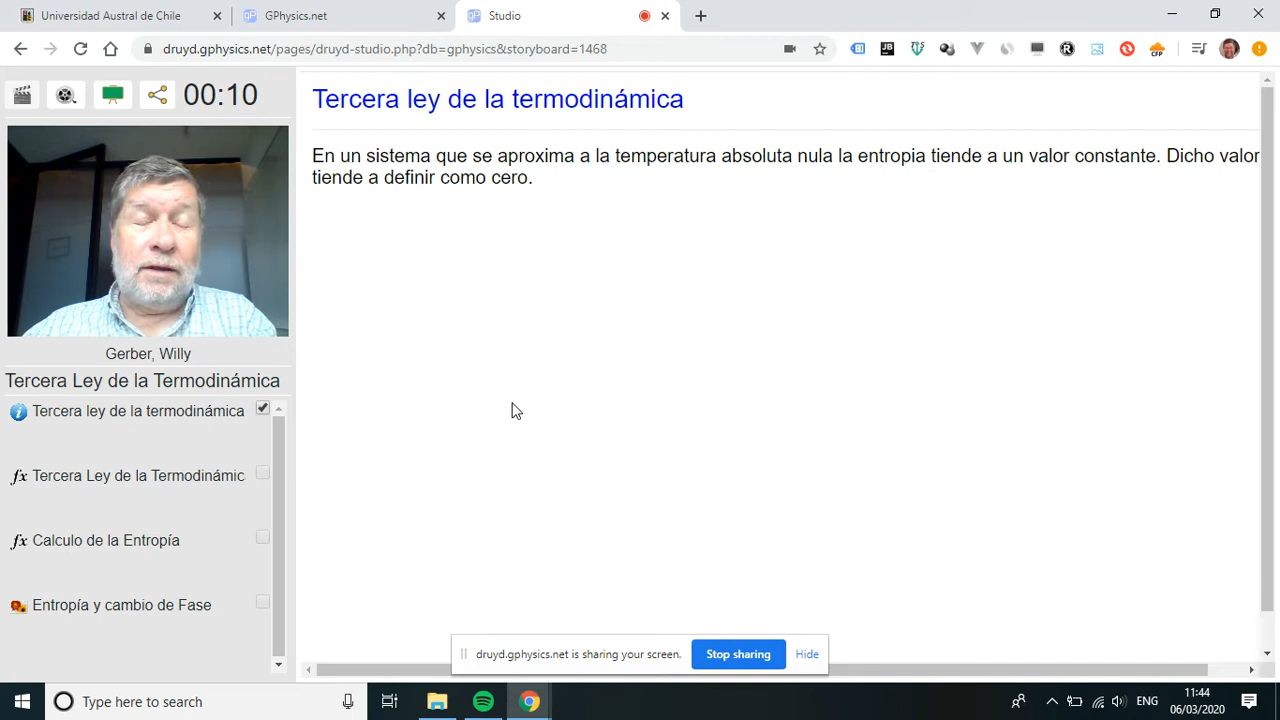 Universidad Austral de Chile
GPhysics.net
Studio
druyd.gphysics.net/pages/druyd-studio.php?db=gphysics&storyboard=1468
00:10
Tercera ley de la termodinámica
En un sistema que se aproxima a la temperatura absoluta nula la entropia tiende a un valor constante. Dicho valor
tiende a definir como cero.
Gerber, Willy
Tercera Ley de la Termodinámica
Tercera ley de la termodinámica
fx Tercera Ley de la Termodinámic
fx Calculo de la Entropía
Entropía y cambio de Fase
druyd.gphysics.net is sharing your screen.
Stop sharing
Hide
Type here to search
ENG
11:44
06/03/2020